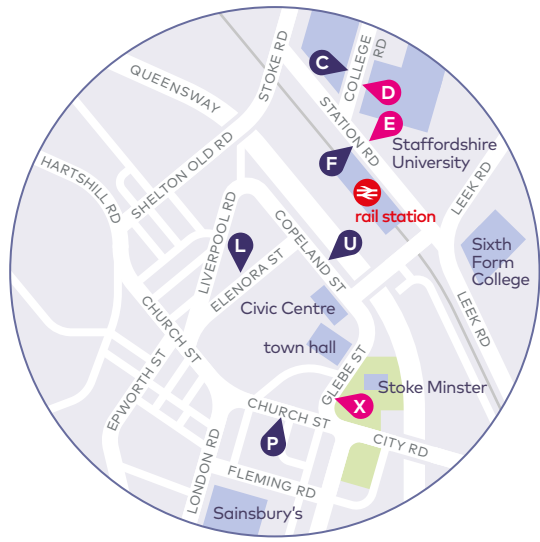 QUEENSWAY
STOKE RD
COLLEGE
RD
C
D
E
STATION RD
F
Staffordshire
University
HARTSHILL RD
SHELTON OLD RD
LEEK RD
rail station
LIVERPOOL RD
COPELAND ST
L
U
Sixth
Form
College
ELENORA ST
Civic Centre
LEEK RD
CHURCH ST
town hall
EPWORTH ST
GLEBE ST
Stoke Minster
X
CHURCH ST
P
CITY RD
LONDON RD
FLEMING RD
Sainsbury's